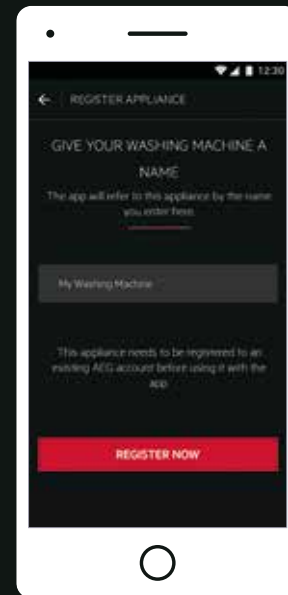 12:30
REGISTER APPLIANCE
GIVE YOUR WASHING MACHINE A
NAME
The app will refer to this appliance by the name
you enter here.
My Washing Machine
This appliance needs to be registered to an
existing AEG account before using it with the
app
REGISTER NOW